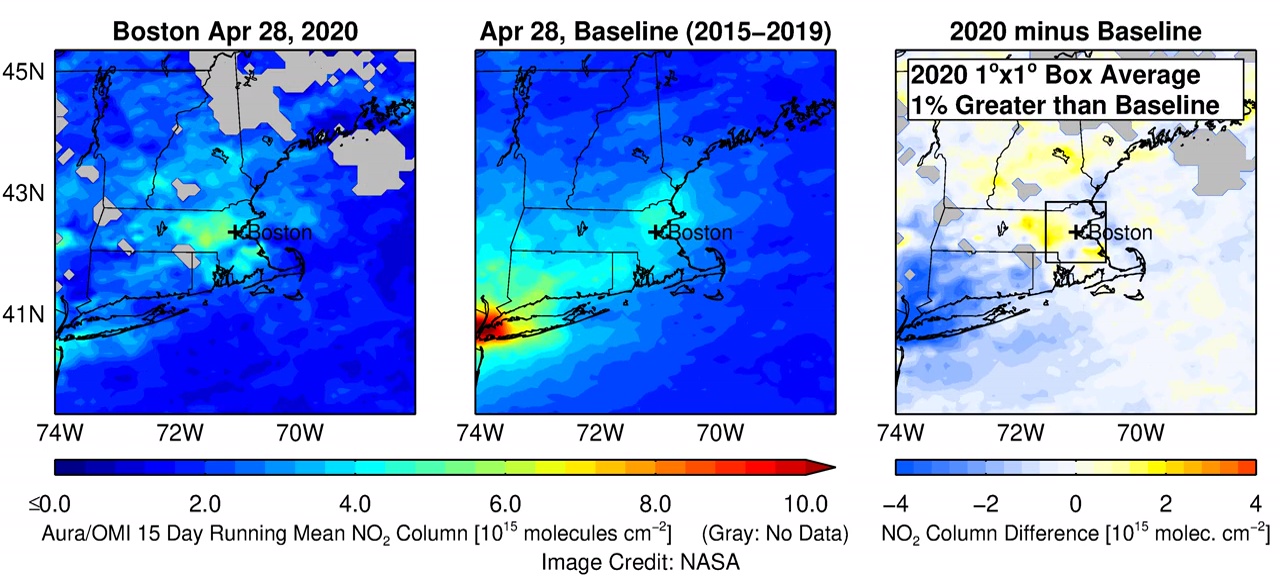 Boston Apr 28, 2020
Apr 28, Baseline (2015−2019)
2020 minus Baseline
2020 1°x1° Box Average
1% Greater than Baseline
45N
43N
41N
Boston
Boston
Boston
74W 72W 70W
74W 72W 70W
74W 72W 70W
≤0.0 2.0 4.0 6.0 8.0 10.0
−4 −2 0 2 4
Aura/OMI 15 Day Running Mean NO₂ Column [10¹⁵ molecules cm⁻²] (Gray: No Data)
NO₂ Column Difference [10¹⁵ molec. cm⁻²]
Image Credit: NASA